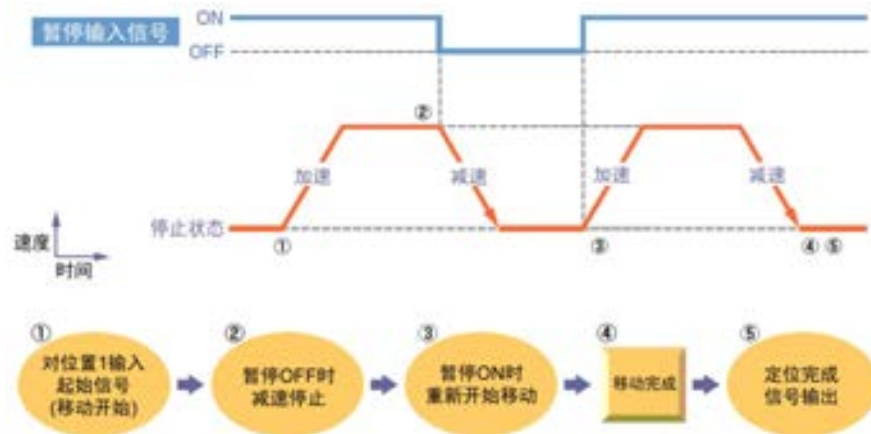 暂停输入信号
ON
OFF
②
加速
减速
加速
减速
停止状态
①
③
④ ⑤
速度
时间
①
对位置1输入
起始信号
(移动开始)
②
暂停OFF时
减速停止
③
暂停ON时
重新开始移动
④
移动完成
⑤
定位完成
信号输出